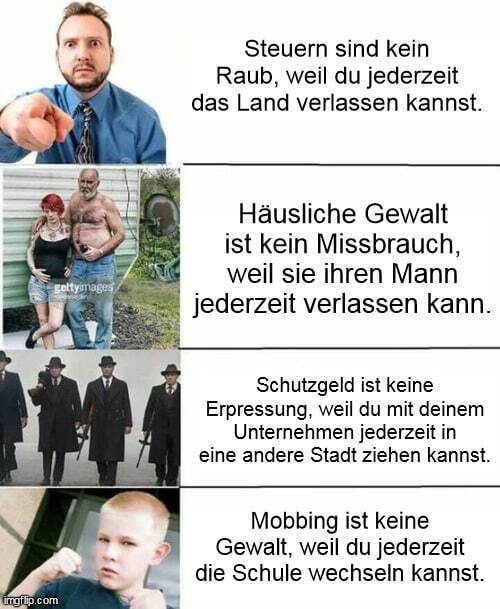 Steuern sind kein
Raub, weil du jederzeit
das Land verlassen kannst.
Häusliche Gewalt
ist kein Missbrauch,
weil sie ihren Mann
jederzeit verlassen kann.
gettyimages
Schutzgeld ist keine
Erpressung, weil du mit deinem
Unternehmen jederzeit in
eine andere Stadt ziehen kannst.
Mobbing ist keine
Gewalt, weil du jederzeit
die Schule wechseln kannst.
imgflip.com